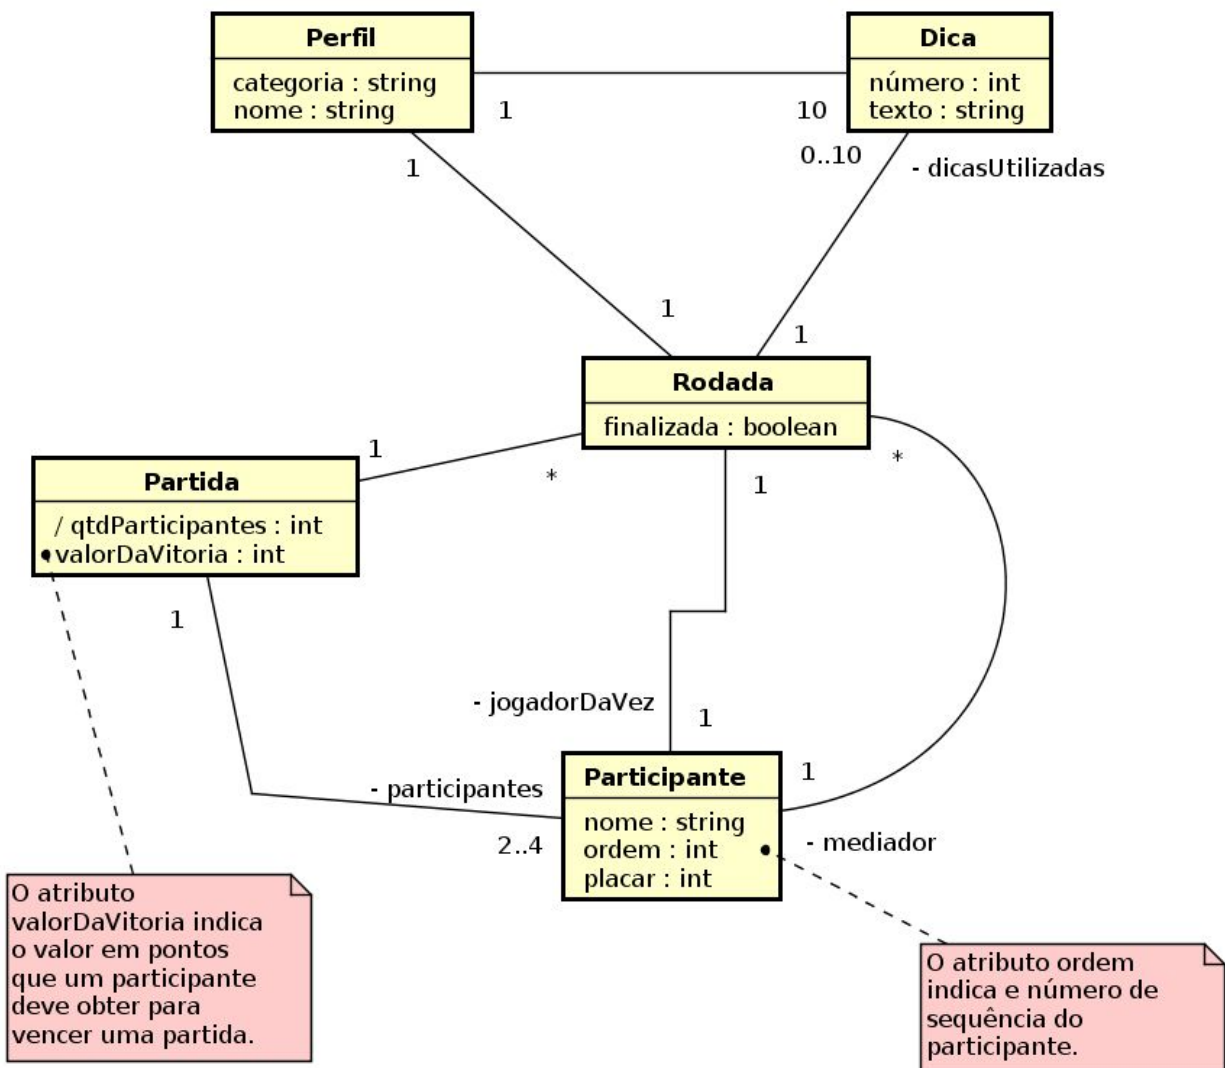 Perfil
categoria : string
nome : string
Dica
número : int
texto : string
1
10
1
0..10
- dicasUtilizadas
1
1
Rodada
finalizada : boolean
1
*
1
*
Partida
/ qtdParticipantes : int
valorDaVitoria : int
1
- jogadorDaVez
1
- participantes
2..4
Participante
nome : string
ordem : int
placar : int
1
- mediador
O atributo
valorDaVitoria indica
o valor em pontos
que um participante
deve obter para
vencer uma partida.
O atributo ordem
indica e número de
sequência do
participante.